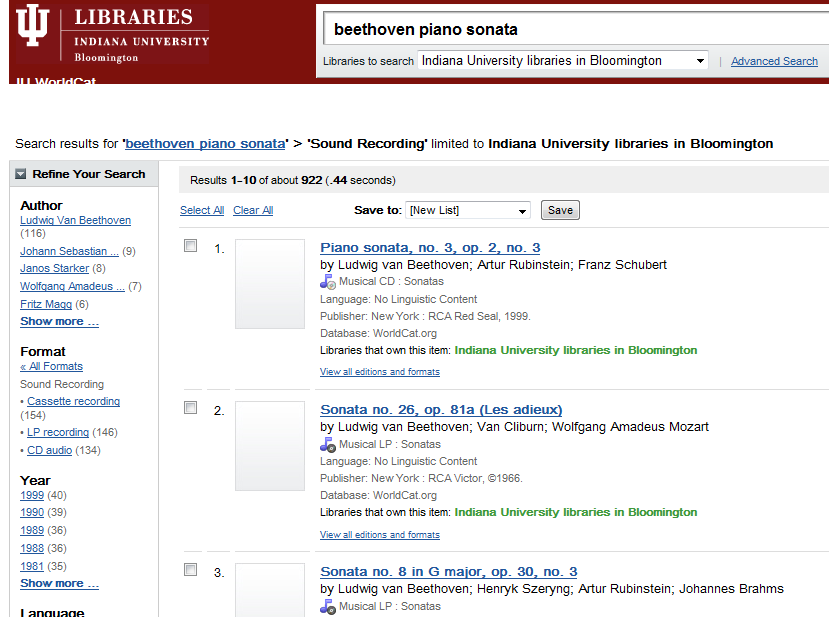 LIBRARIES
INDIANA UNIVERSITY
Bloomington
IU WorldCat
beethoven piano sonata
Libraries to search Indiana University libraries in Bloomington | Advanced Search
Search results for 'beethoven piano sonata' > 'Sound Recording' limited to Indiana University libraries in Bloomington
Refine Your Search
Author
Ludwig Van Beethoven
(116)
Johann Sebastian ... (9)
Janos Starker (8)
Wolfgang Amadeus ... (7)
Fritz Magg (6)
Show more ...
Format
« All Formats
Sound Recording
• Cassette recording
(154)
• LP recording (146)
• CD audio (134)
Year
1999 (40)
1990 (39)
1989 (36)
1988 (36)
1981 (35)
Show more ...
Language
Results 1-10 of about 922 (.44 seconds)
Select All Clear All Save to: [New List] Save
1. Piano sonata, no. 3, op. 2, no. 3
by Ludwig van Beethoven; Artur Rubinstein; Franz Schubert
Musical CD : Sonatas
Language: No Linguistic Content
Publisher: New York : RCA Red Seal, 1999.
Database: WorldCat.org
Libraries that own this item: Indiana University libraries in Bloomington
View all editions and formats
2. Sonata no. 26, op. 81a (Les adieux)
by Ludwig van Beethoven; Van Cliburn; Wolfgang Amadeus Mozart
Musical LP : Sonatas
Language: No Linguistic Content
Publisher: New York : RCA Victor, ©1966.
Database: WorldCat.org
Libraries that own this item: Indiana University libraries in Bloomington
View all editions and formats
3. Sonata no. 8 in G major, op. 30, no. 3
by Ludwig van Beethoven; Henryk Szeryng; Artur Rubinstein; Johannes Brahms
Musical LP : Sonatas